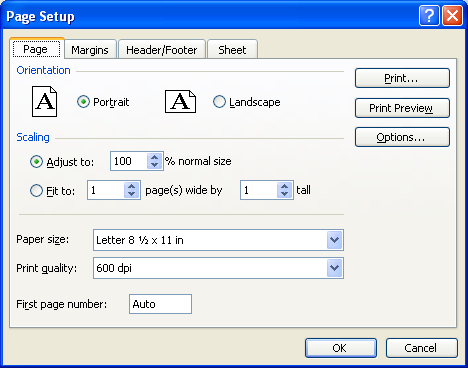 Page Setup
Page Margins Header/Footer Sheet
Orientation
A Portrait A Landscape
Print...
Print Preview
Options...
Scaling
Adjust to: 100 % normal size
Fit to: 1 page(s) wide by 1 tall
Paper size: Letter 8 ½ x 11 in
Print quality: 600 dpi
First page number: Auto
OK Cancel